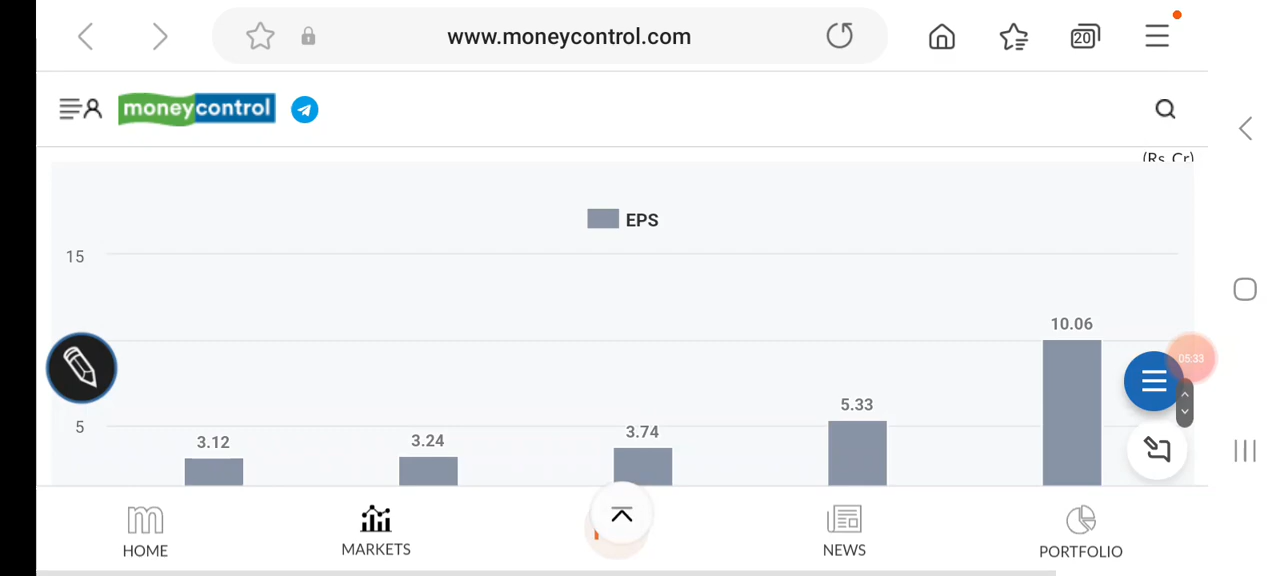 www.moneycontrol.com
20
moneycontrol
(Rs. Cr)
EPS
15
10.06
05:33
5.33
5
3.12
3.24
3.74
HOME
MARKETS
NEWS
PORTFOLIO